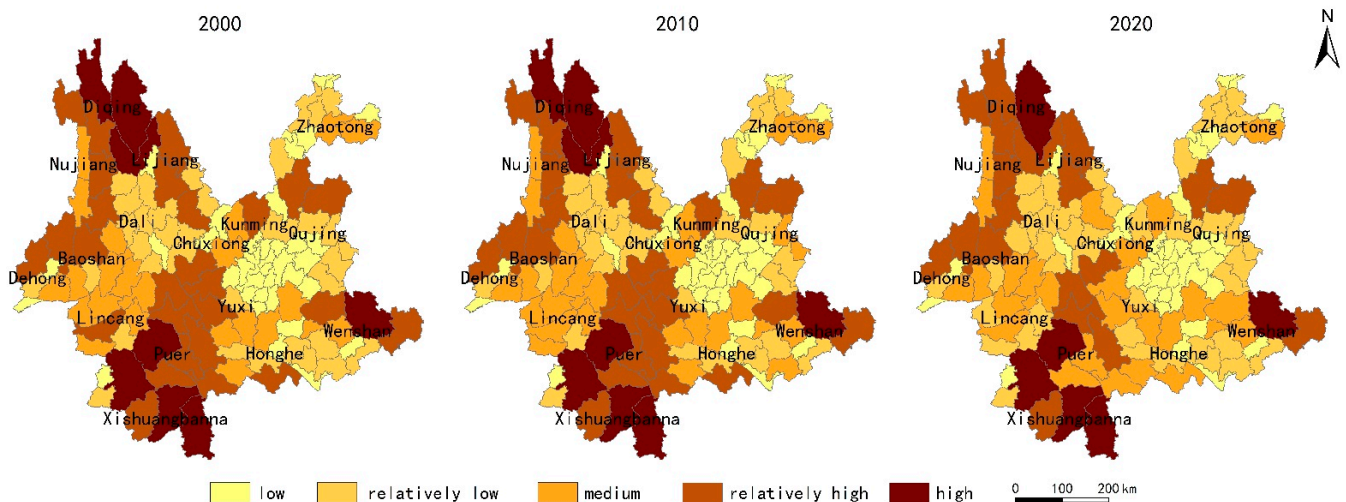 2000
2010
2020
N
Diqing
Zhaotong
Nujiang
Lijiang
Dali
Kunming
Chuxiong
Qujing
Baoshan
Dehong
Yuxi
Lincang
Wenshan
Puer
Honghe
Xishuangbanna
Diqing
Zhaotong
Nujiang
Lijiang
Dali
Kunming
Chuxiong
Qujing
Baoshan
Dehong
Yuxi
Lincang
Wenshan
Puer
Honghe
Xishuangbanna
Diqing
Zhaotong
Nujiang
Lijiang
Dali
Kunming
Chuxiong
Qujing
Baoshan
Dehong
Yuxi
Lincang
Wenshan
Puer
Honghe
Xishuangbanna
low relatively low medium relatively high high 0 100 200 km